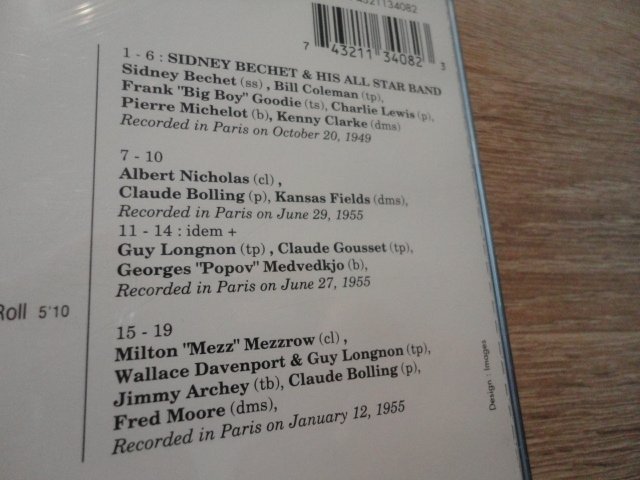 43211134082
7 43211 34082 3
1 - 6 : SIDNEY BECHET & HIS ALL STAR BAND
Sidney Bechet (ss) , Bill Coleman (tp),
Frank "Big Boy" Goodie (ts), Charlie Lewis (p),
Pierre Michelot (b), Kenny Clarke (dms)
Recorded in Paris on October 20, 1949
7 - 10
Albert Nicholas (cl) ,
Claude Bolling (p), Kansas Fields (dms),
Recorded in Paris on June 29, 1955
11 - 14 : idem +
Guy Longnon (tp) , Claude Gousset (tp),
Georges "Popov" Medvedkjo (b),
Recorded in Paris on June 27, 1955
Roll 5'10
15 - 19
Milton "Mezz" Mezzrow (cl) ,
Wallace Davenport & Guy Longnon (tp),
Jimmy Archey (tb), Claude Bolling (p),
Fred Moore (dms),
Recorded in Paris on January 12, 1955
Design : Images